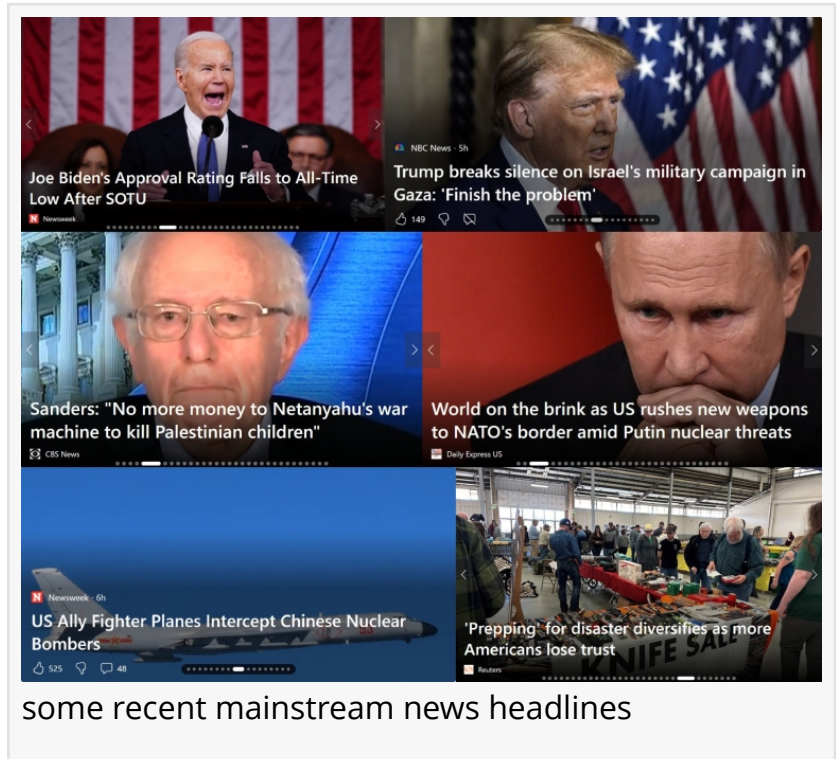 Joe Biden's Approval Rating Falls to All-Time
Low After SOTU
Newsweek
NBC News · 5h
Trump breaks silence on Israel's military campaign in
Gaza: 'Finish the problem'
149
Sanders: "No more money to Netanyahu's war
machine to kill Palestinian children"
CBS News
World on the brink as US rushes new weapons
to NATO's border amid Putin nuclear threats
Daily Express US
N Newsweek · 6h
US Ally Fighter Planes Intercept Chinese Nuclear
Bombers
525
48
'Prepping' for disaster diversifies as more
Americans lose trust
KNIFE SALE
Reuters
some recent mainstream news headlines